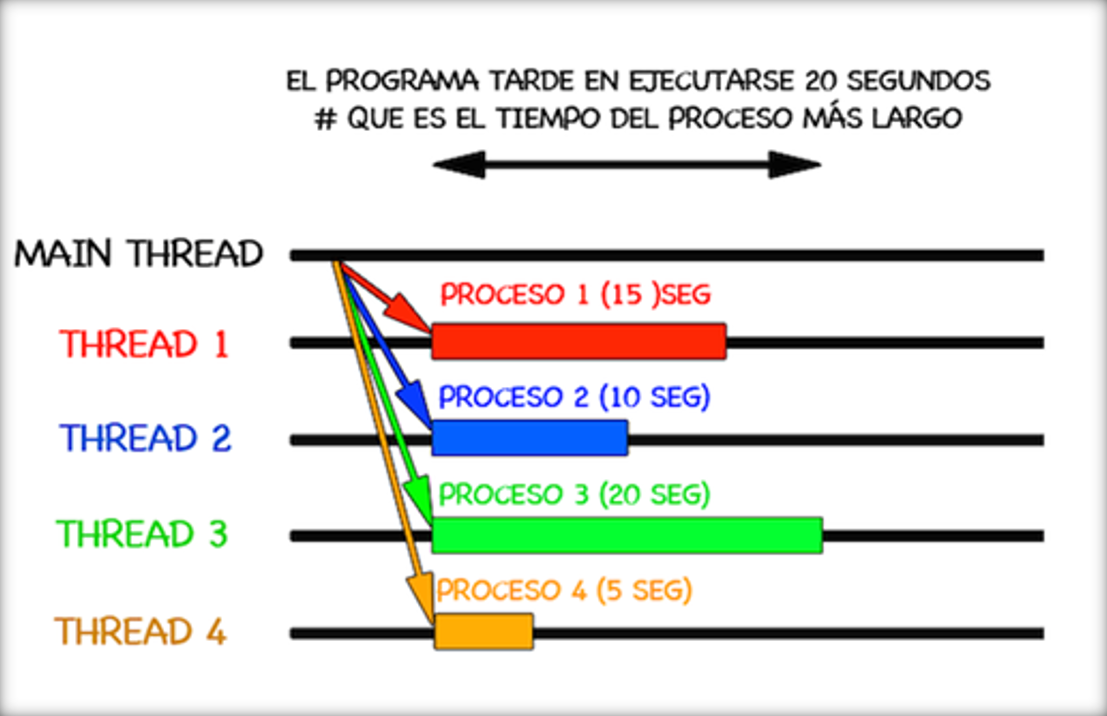 EL PROGRAMA TARDE EN EJECUTARSE 20 SEGUNDOS
# QUE ES EL TIEMPO DEL PROCESO MÁS LARGO
MAIN THREAD
PROCESO 1 (15 )SEG
THREAD 1
PROCESO 2 (10 SEG)
THREAD 2
PROCESO 3 (20 SEG)
THREAD 3
PROCESO 4 (5 SEG)
THREAD 4